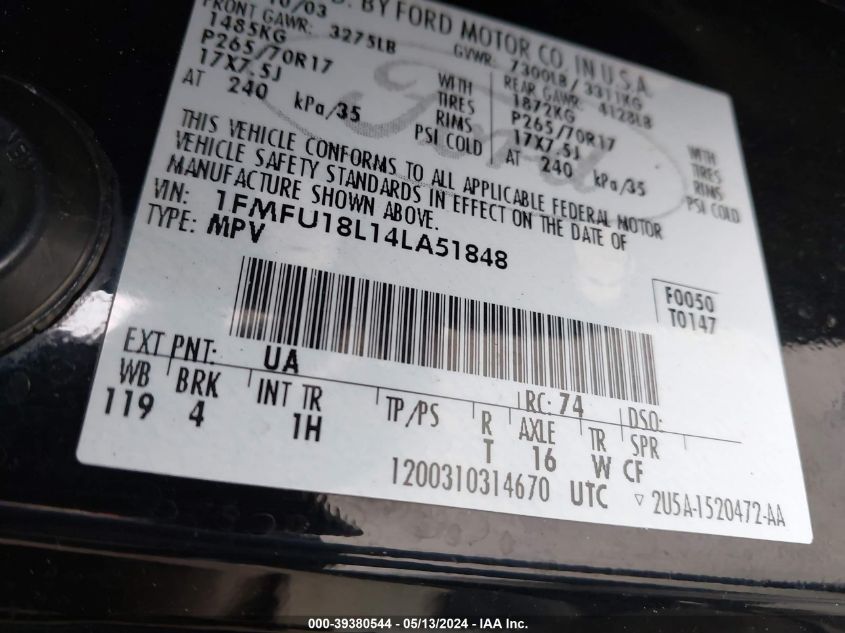 10/03
D. BY FORD MOTOR CO. IN U.S.A.
FRONT GAWR: 3275LB
GVWR: 7300LB / 3311KG
1485KG WITH
REAR GAWR: 4128LB
P265/70R17 TIRES
1872KG WITH
17X7.5J RIMS
P265/70R17 TIRES
AT 240 kPa/35 PSI COLD
17X7.5J RIMS
AT 240 kPa/35 PSI COLD
Ford
THIS VEHICLE CONFORMS TO ALL APPLICABLE FEDERAL MOTOR
VEHICLE SAFETY STANDARDS IN EFFECT ON THE DATE OF
MANUFACTURE SHOWN ABOVE.
VIN: 1FMFU18L14LA51848
TYPE: MPV
F0050
T0147
EXT PNT: UA RC: 74 DSO:
WB BRK INT TR TP/PS R AXLE TR SPR
119 4 1H T 16 W CF
1200310314670 UTC ▽ 2U5A-1520472-AA
000-39380544 / 05/13/2024 - IAA Inc.